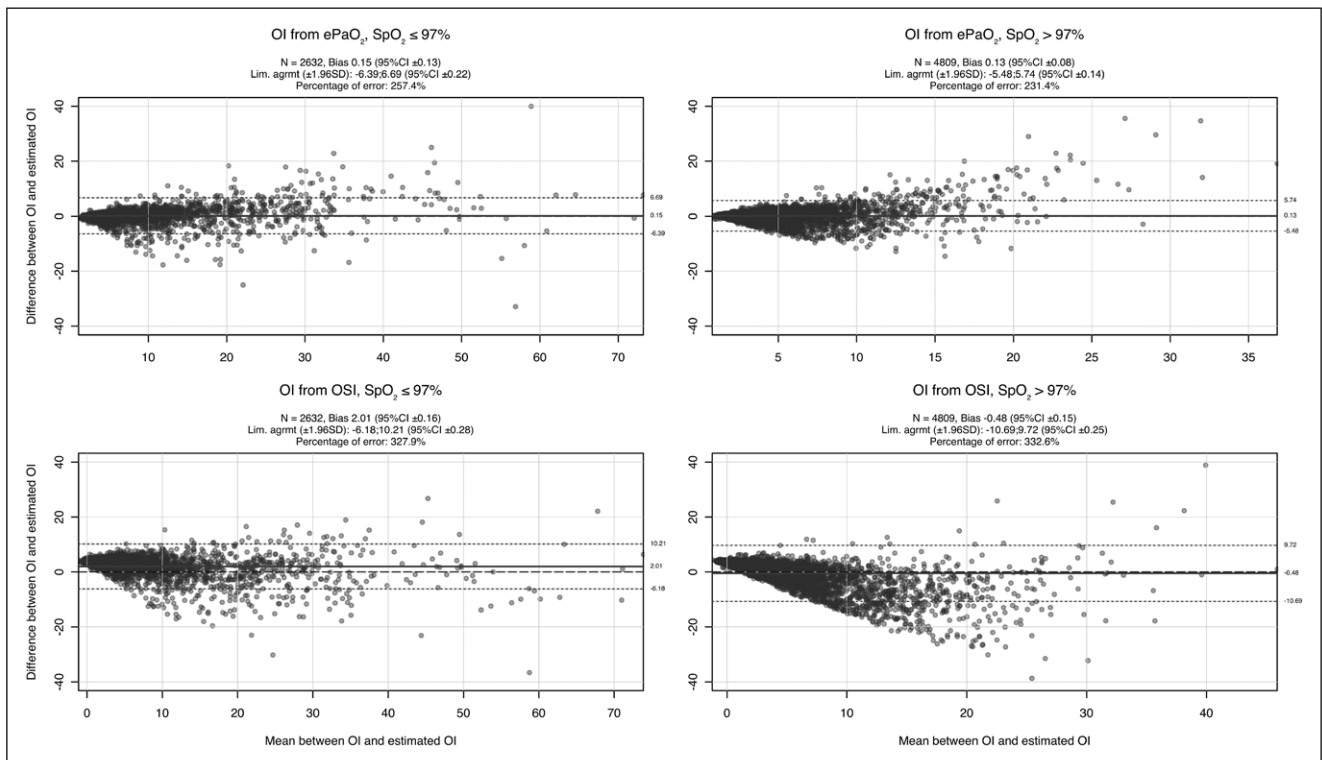 OI from ePaO₂, SpO₂ ≤ 97%
N = 2632, Bias 0.15 (95%CI ±0.13)
Lim. agrmt (±1.96SD): -6.39;6.69 (95%CI ±0.22)
Percentage of error: 257.4%
Difference between OI and estimated OI
40
20
0
-20
-40
6.69
0.15
-6.39
10
20
30
40
50
60
70
OI from ePaO₂, SpO₂ > 97%
N = 4809, Bias 0.13 (95%CI ±0.08)
Lim. agrmt (±1.96SD): -5.48;5.74 (95%CI ±0.14)
Percentage of error: 231.4%
40
20
0
-20
-40
5.74
0.13
-5.48
5
10
15
20
25
30
35
OI from OSI, SpO₂ ≤ 97%
N = 2632, Bias 2.01 (95%CI ±0.16)
Lim. agrmt (±1.96SD): -6.18;10.21 (95%CI ±0.28)
Percentage of error: 327.9%
Difference between OI and estimated OI
40
20
0
-20
-40
10.21
2.01
-6.18
0
10
20
30
40
50
60
70
Mean between OI and estimated OI
OI from OSI, SpO₂ > 97%
N = 4809, Bias -0.48 (95%CI ±0.15)
Lim. agrmt (±1.96SD): -10.69;9.72 (95%CI ±0.25)
Percentage of error: 332.6%
40
20
0
-20
-40
9.72
-0.48
-10.69
0
10
20
30
40
Mean between OI and estimated OI